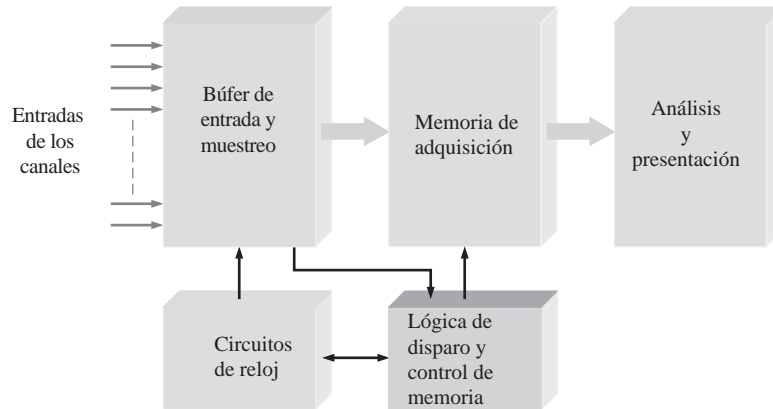 Entradas
de los
canales
Búfer de
entrada y
muestreo
Memoria de
adquisición
Análisis
y
presentación
Circuitos
de reloj
Lógica de
disparo y
control de
memoria